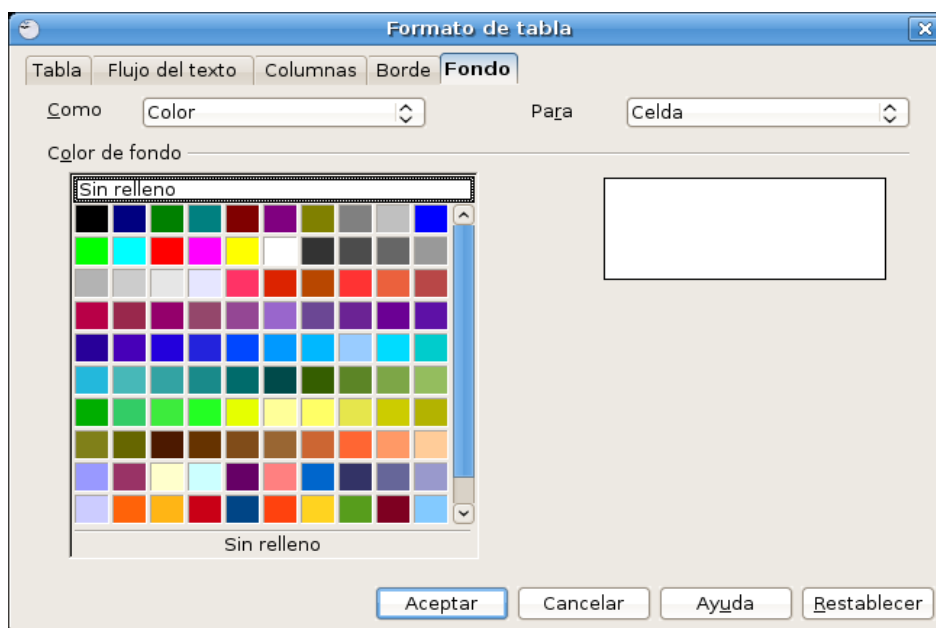 Formato de tabla
Tabla Flujo del texto Columnas Borde Fondo
Como Color Para Celda
Color de fondo
Sin relleno
Sin relleno
Aceptar Cancelar Ayuda Restablecer